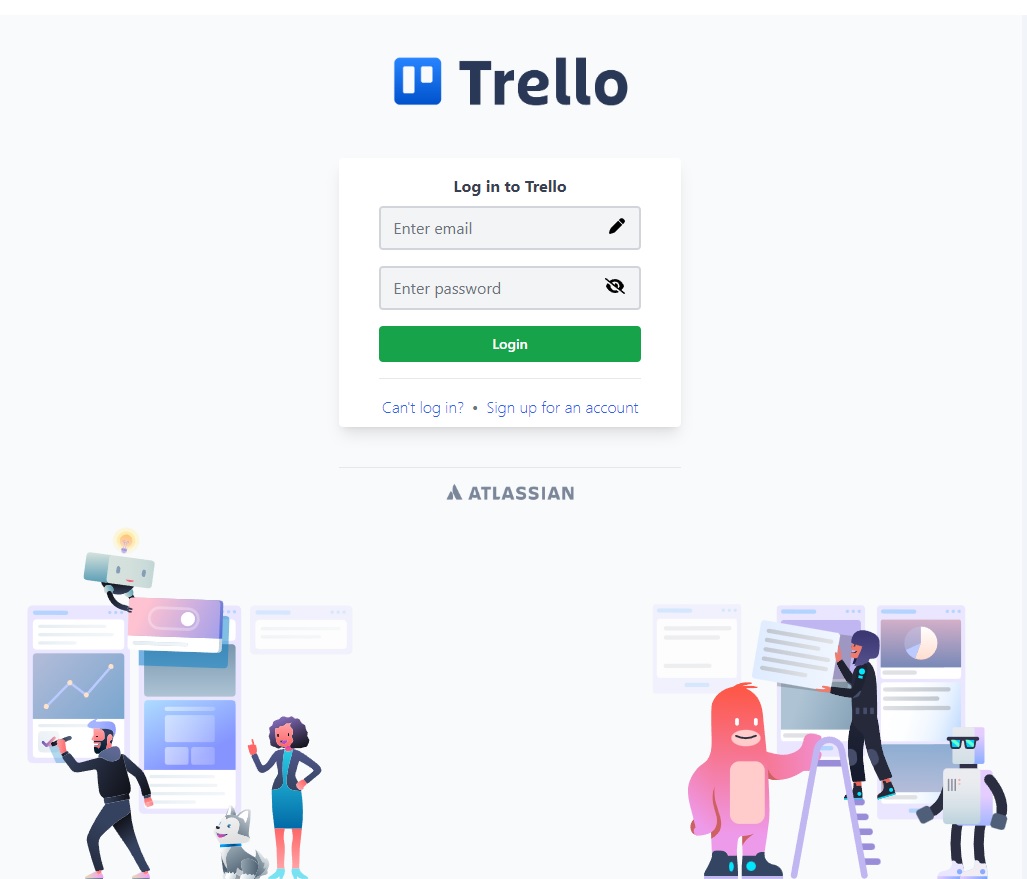 Trello
Log in to Trello
Enter email
Enter password
Login
Can't log in? • Sign up for an account
ATLASSIAN